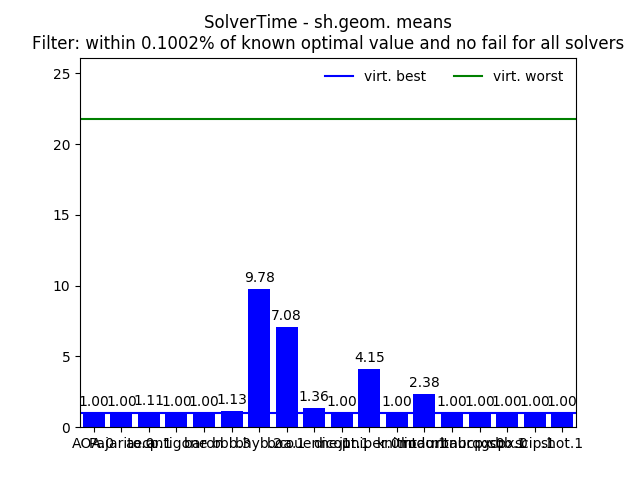 SolverTime - sh.geom. means
Filter: within 0.1002% of known optimal value and no fail for all solvers
virt. best virt. worst
25
20
15
10
5
0
1.00 1.00 1.11 1.00 1.00 1.13 9.78 7.08 1.36 1.00 4.15 1.00 2.38 1.00 1.00 1.00 1.00 1.00
shot.1